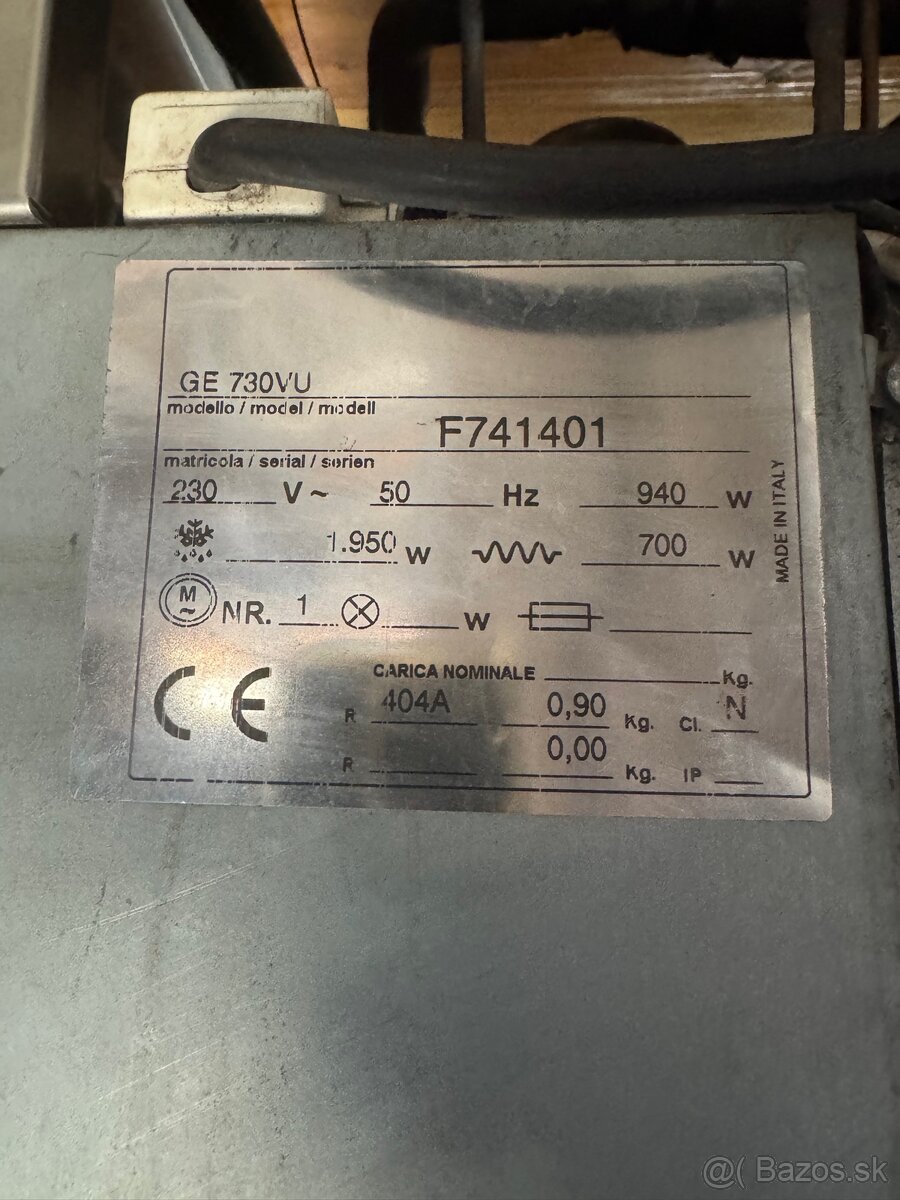 GE 730VU
modello / model / modell
F741401
matricola / serial / serien
230 V ~ 50 Hz 940 W
1.950 W 700 W
M ~ NR. 1 W
CARICA NOMINALE Kg.
CE R 404A 0,90 Kg. Cl. N
R 0,00 Kg. IP
MADE IN ITALY
@( Bazos.sk